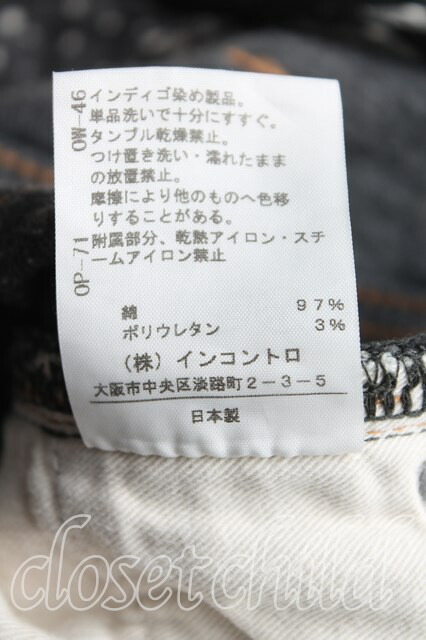 OW-46
インディゴ染め製品。
単品洗いで十分にすすぐ。
タンブル乾燥禁止。
つけ置き洗い・濡れたまま
の放置禁止。
摩擦により他のものへ色移
りすることがある。
OP-71
附属部分、乾熱アイロン・スチ
ームアイロン禁止
綿 97%
ポリウレタン 3%
(株)インコントロ
大阪市中央区淡路町2-3-5
日本製
closetchild